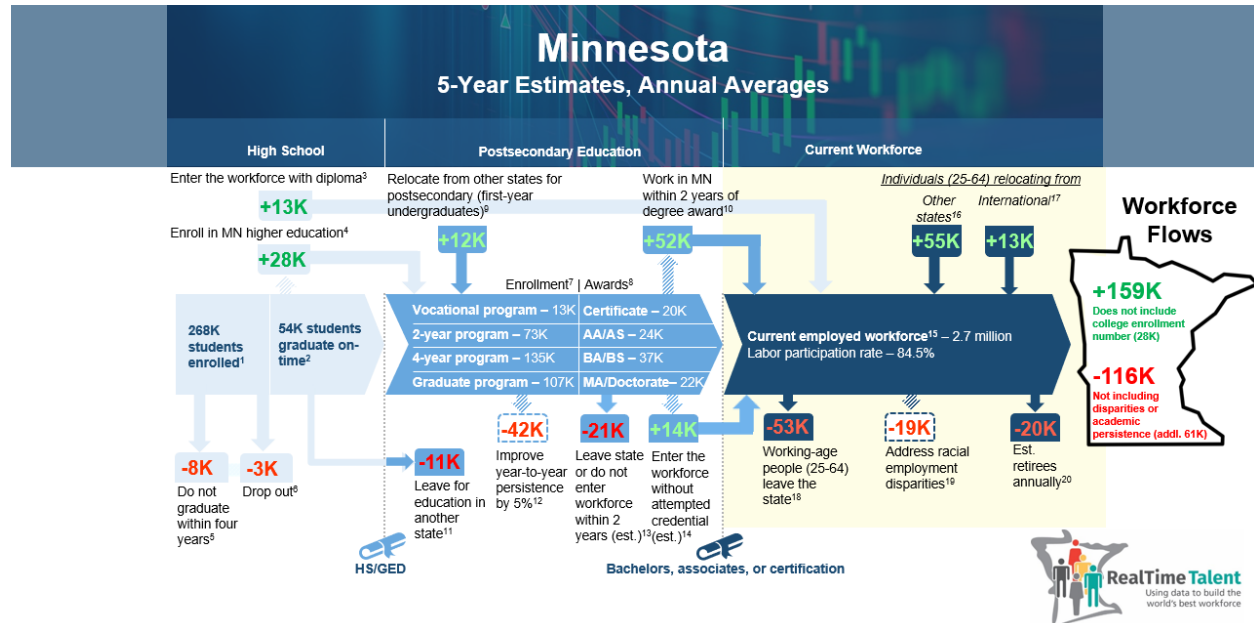 Minnesota
5-Year Estimates, Annual Averages
High School
Postsecondary Education
Current Workforce
Enter the workforce with diploma³
+13K
Enroll in MN higher education⁴
+28K
Relocate from other states for
postsecondary (first-year
undergraduates)⁹
+12K
Work in MN
within 2 years of
degree award¹⁰
+52K
Individuals (25-64) relocating from
Other
states¹⁶
International¹⁷
+55K
+13K
268K
students
enrolled¹
54K students
graduate on-
time²
Enrollment⁷ | Awards⁸
Vocational program – 13K
Certificate – 20K
2-year program – 73K
AA/AS – 24K
4-year program – 135K
BA/BS – 37K
Graduate program – 107K
MA/Doctorate– 22K
Current employed workforce¹⁵ – 2.7 million
Labor participation rate – 84.5%
-8K
Do not
graduate
within four
years⁵
-3K
Drop out⁶
-11K
Leave for
education in
another
state¹¹
-42K
Improve
year-to-year
persistence
by 5%¹²
-21K
Leave state
or do not
enter
workforce
within 2
years (est.)¹³
+14K
Enter the
workforce
without
attempted
credential
(est.)¹⁴
-53K
Working-age
people (25-64)
leave the
state¹⁸
-19K
Address racial
employment
disparities¹⁹
-20K
Est.
retirees
annually²⁰
HS/GED
Bachelors, associates, or certification
Workforce
Flows
+159K
Does not include
college enrollment
number (28K)
-116K
Not including
disparities or
academic
persistence (addl. 61K)
RealTime Talent
Using data to build the
world's best workforce